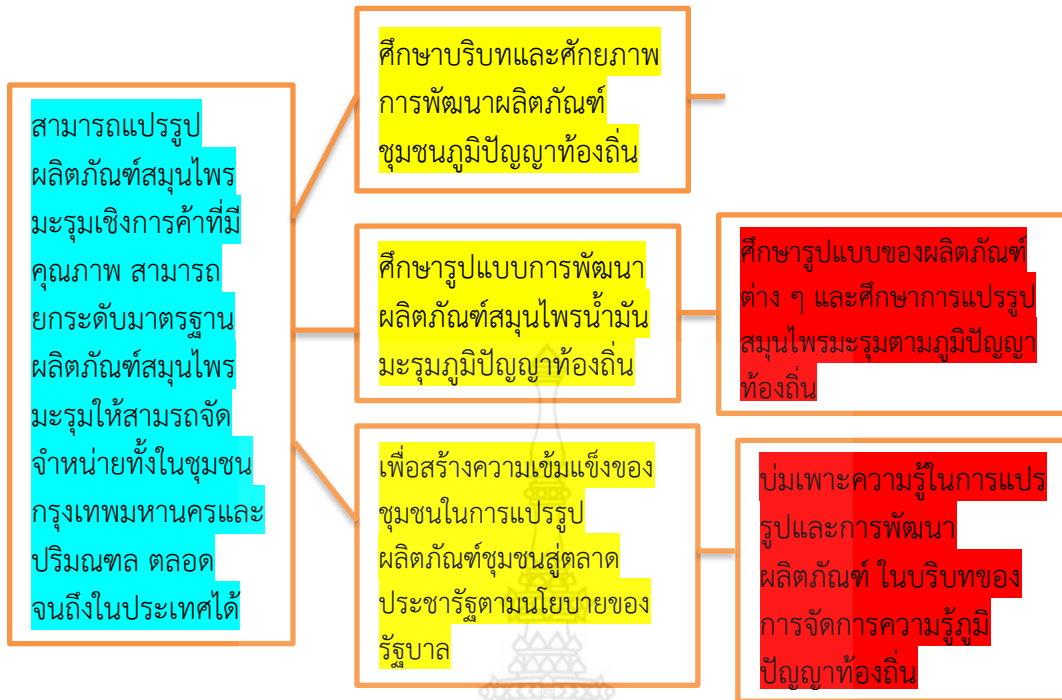 สามารถแปรรูป
ผลิตภัณฑ์สมุนไพร
มะรุมเชิงการค้าที่มี
คุณภาพ สามารถ
ยกระดับมาตรฐาน
ผลิตภัณฑ์สมุนไพร
มะรุมให้สามรถจัด
จำหน่ายทั้งในชุมชน
กรุงเทพมหานครและ
ปริมณฑล ตลอด
จนถึงในประเทศได้
ศึกษาบริบทและศักยภาพ
การพัฒนาผลิตภัณฑ์
ชุมชนภูมิปัญญาท้องถิ่น
ศึกษารูปแบบการพัฒนา
ผลิตภัณฑ์สมุนไพรน้ำมัน
มะรุมภูมิปัญญาท้องถิ่น
ศึกษารูปแบบของผลิตภัณฑ์
ต่าง ๆ และศึกษาการแปรรูป
สมุนไพรมะรุมตามภูมิปัญญา
ท้องถิ่น
เพื่อสร้างความเข้มแข็งของ
ชุมชนในการแปรรูป
ผลิตภัณฑ์ชุมชนสู่ตลาด
ประชารัฐตามนโยบายของ
รัฐบาล
บ่มเพาะความรู้ในการแปร
รูปและการพัฒนา
ผลิตภัณฑ์ ในบริบทของ
การจัดการความรู้ภูมิ
ปัญญาท้องถิ่น